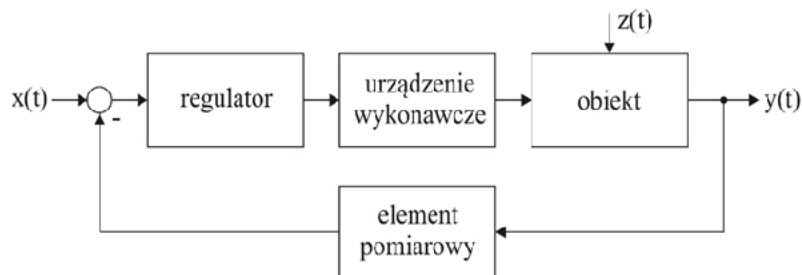 z(t)
x(t)
-
regulator
urządzenie
wykonawcze
obiekt
y(t)
element
pomiarowy